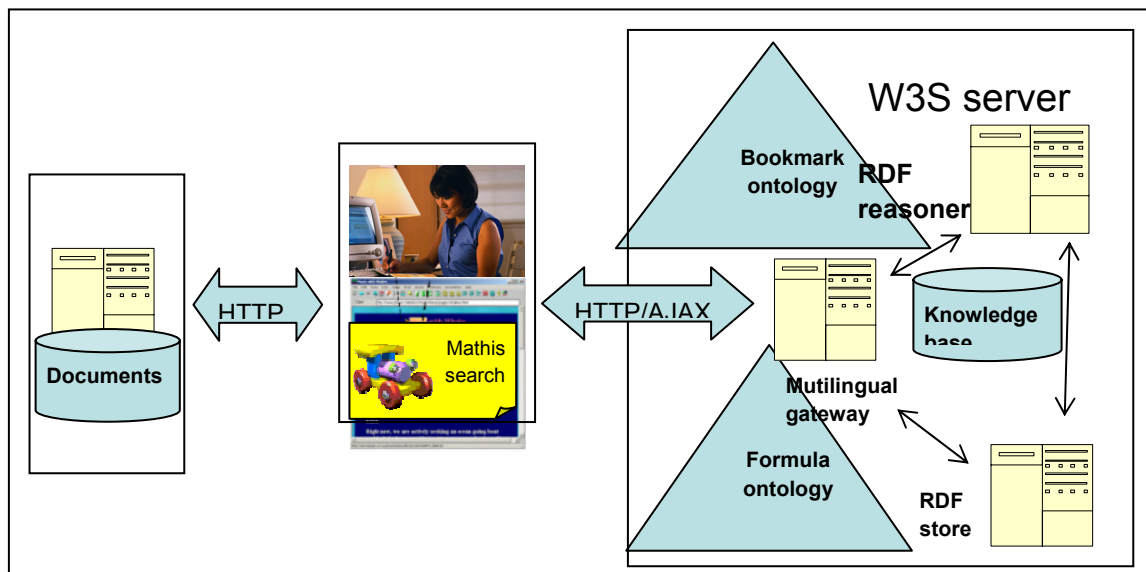 W3S server
Bookmark
ontology
RDF
reasoner
HTTP
HTTP/AJAX
Knowledge
base
Documents
Mathis
search
Mutilingual
gateway
Formula
ontology
RDF
store